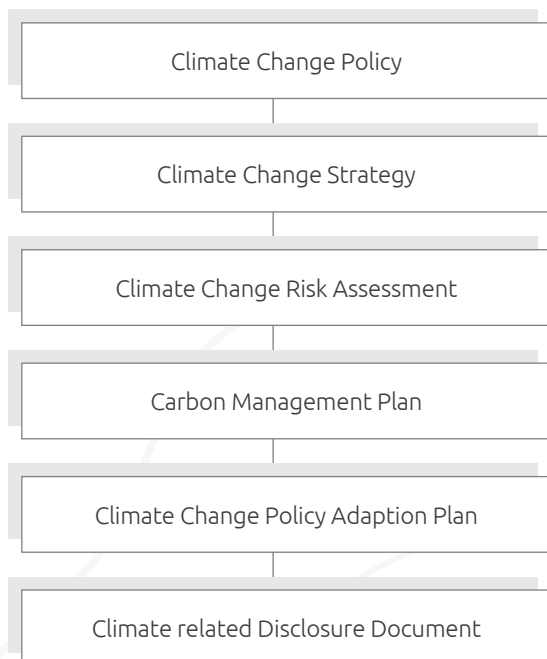 Climate Change Policy
Climate Change Strategy
Climate Change Risk Assessment
Carbon Management Plan
Climate Change Policy Adaption Plan
Climate related Disclosure Document